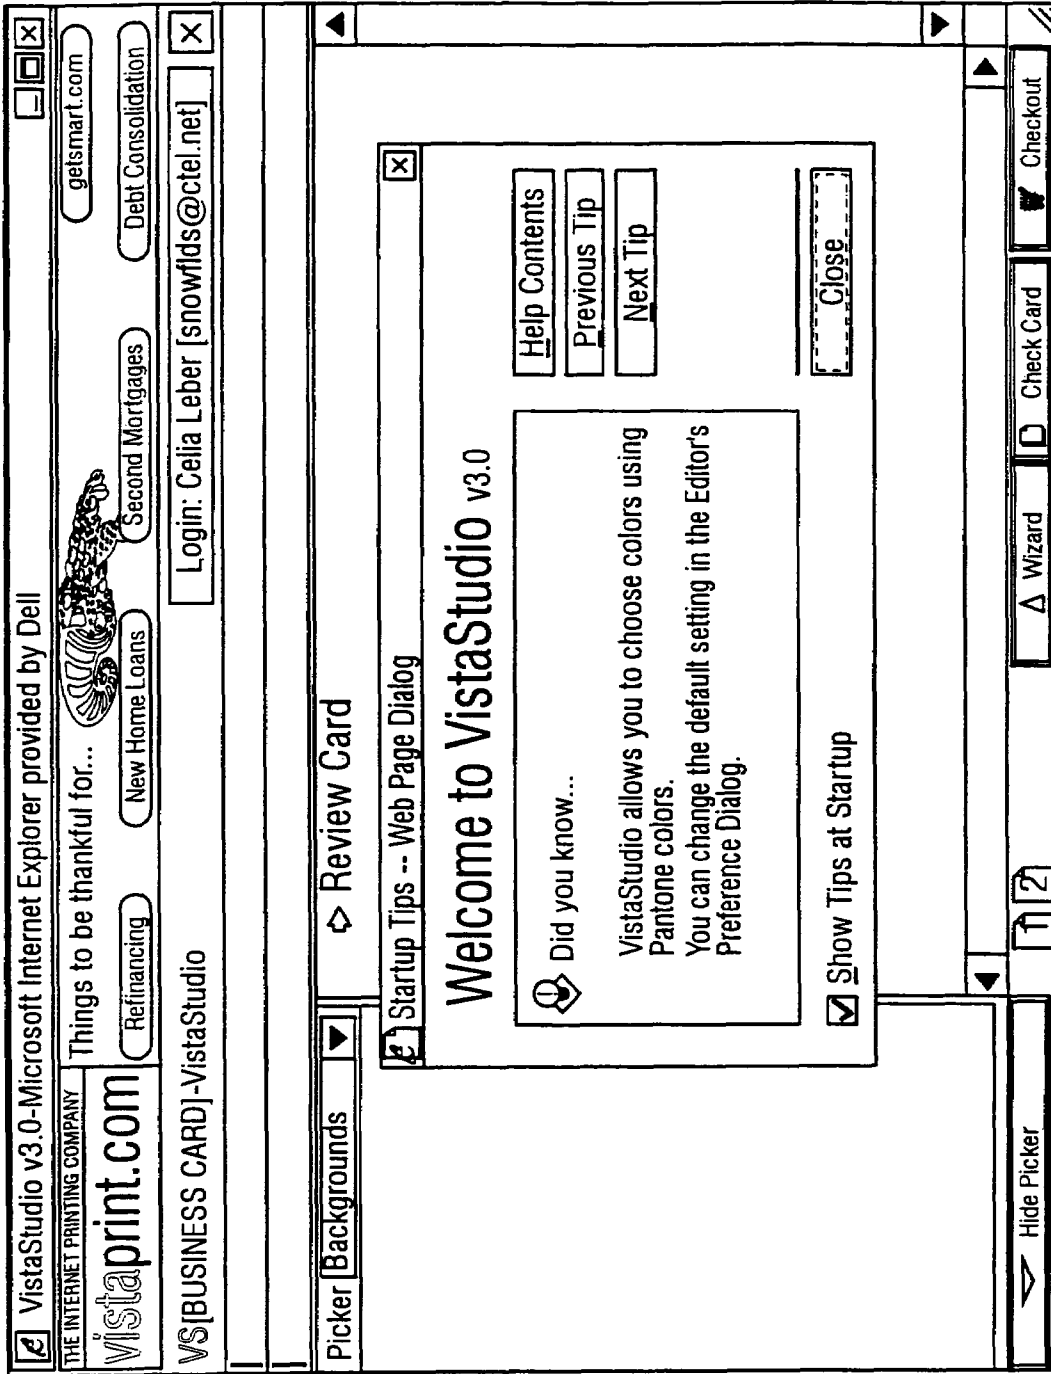 VistaStudio v3.0-Microsoft Internet Explorer provided by Dell
THE INTERNET PRINTING COMPANY
vistaprint.com
Things to be thankful for...
getsmart.com
Refinancing
New Home Loans
Second Mortgages
Debt Consolidation
VS[BUSINESS CARD]-VistaStudio
Login: Celia Leber [snowflds@ctel.net]
Picker Backgrounds
Review Card
Startup Tips -- Web Page Dialog
Welcome to VistaStudio v3.0
Did you know...
VistaStudio allows you to choose colors using
Pantone colors.
You can change the default setting in the Editor's
Preference Dialog.
Help Contents
Previous Tip
Next Tip
Show Tips at Startup
Close
Hide Picker
1 2
Wizard
Check Card
Checkout